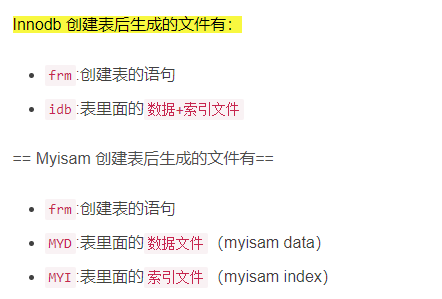 Innodb 创建表后生成的文件有：
frm:创建表的语句
idb:表里面的 数据+索引文件
== Myisam 创建表后生成的文件有==
frm:创建表的语句
MYD:表里面的 数据文件 （myisam data）
MYI:表里面的 索引文件 （myisam index）